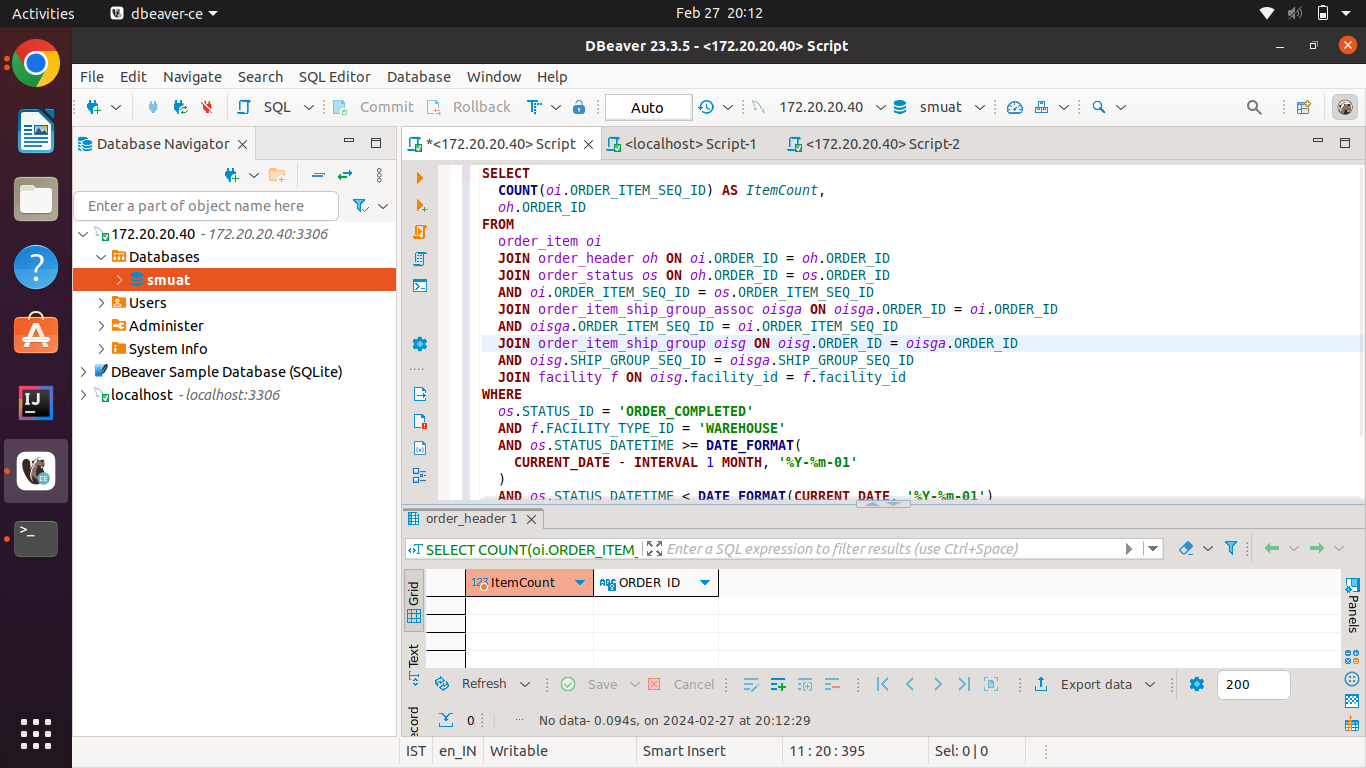 Activities dbeaver-ce Feb 27 20:12
DBeaver 23.3.5 - <172.20.20.40> Script
File Edit Navigate Search SQL Editor Database Window Help
SQL Commit Rollback Auto 172.20.20.40 smuat
Database Navigator
Enter a part of object name here
172.20.20.40 - 172.20.20.40:3306
Databases
smuat
Users
Administer
System Info
DBeaver Sample Database (SQLite)
localhost - localhost:3306
*<172.20.20.40> Script <localhost> Script-1 <172.20.20.40> Script-2
SELECT
COUNT(oi.ORDER_ITEM_SEQ_ID) AS ItemCount,
oh.ORDER_ID
FROM
order_item oi
JOIN order_header oh ON oi.ORDER_ID = oh.ORDER_ID
JOIN order_status os ON oh.ORDER_ID = os.ORDER_ID
AND oi.ORDER_ITEM_SEQ_ID = os.ORDER_ITEM_SEQ_ID
JOIN order_item_ship_group_assoc oisga ON oisga.ORDER_ID = oi.ORDER_ID
AND oisga.ORDER_ITEM_SEQ_ID = oi.ORDER_ITEM_SEQ_ID
JOIN order_item_ship_group oisg ON oisg.ORDER_ID = oisga.ORDER_ID
AND oisg.SHIP_GROUP_SEQ_ID = oisga.SHIP_GROUP_SEQ_ID
JOIN facility f ON oisg.facility_id = f.facility_id
WHERE
os.STATUS_ID = 'ORDER_COMPLETED'
AND f.FACILITY_TYPE_ID = 'WAREHOUSE'
AND os.STATUS_DATETIME >= DATE_FORMAT(
CURRENT_DATE - INTERVAL 1 MONTH, '%Y-%m-01'
)
AND os.STATUS_DATETIME < DATE_FORMAT(CURRENT_DATE, '%Y-%m-01')
order_header 1
SELECT COUNT(oi.ORDER_ITEM_ Enter a SQL expression to filter results (use Ctrl+Space)
Grid
Text
ecord
123 ItemCount ABC ORDER_ID
Panels
Refresh Save Cancel Export data 200
0 ... No data- 0.094s, on 2024-02-27 at 20:12:29
IST en_IN Writable Smart Insert 11:20:395 Sel: 0 | 0